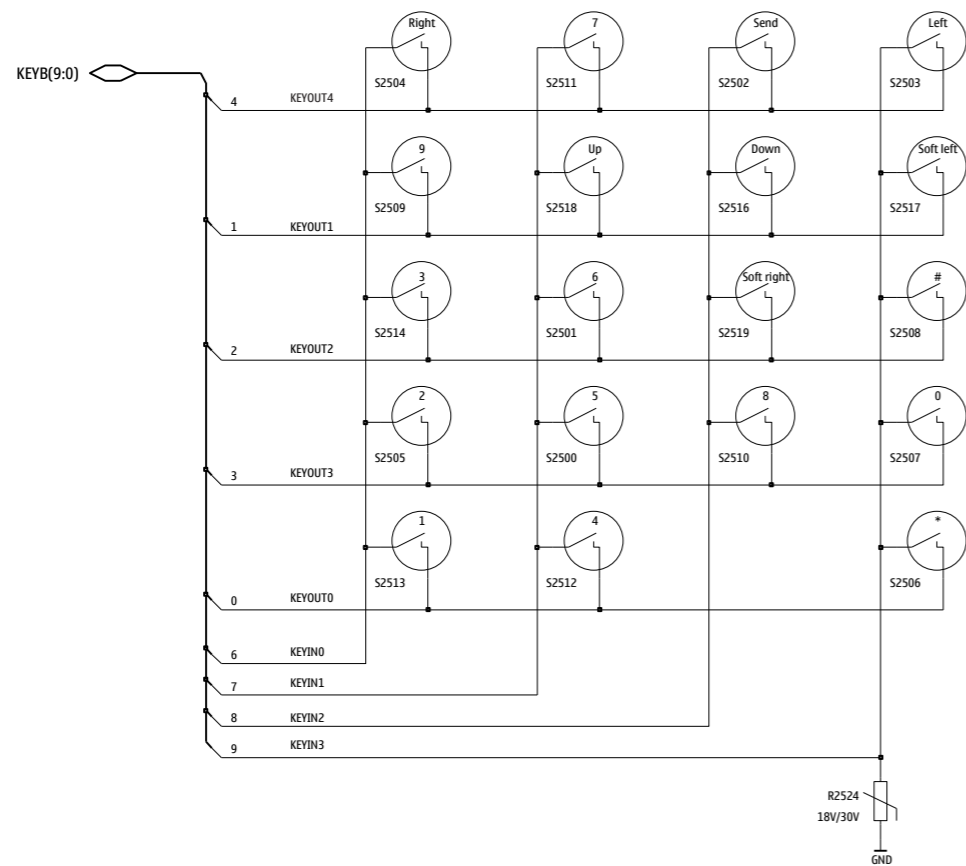 Right 7 Send Left
KEYB(9:0)
S2504 S2511 S2502 S2503
4 KEYOUT4
9 Up Down Soft left
S2509 S2518 S2516 S2517
1 KEYOUT1
3 6 Soft right #
S2514 S2501 S2519 S2508
2 KEYOUT2
2 5 8 0
S2505 S2500 S2510 S2507
3 KEYOUT3
1 4 *
S2513 S2512 S2506
0 KEYOUT0
6 KEYIN0
7 KEYIN1
8 KEYIN2
9 KEYIN3
R2524
18V/30V
GND